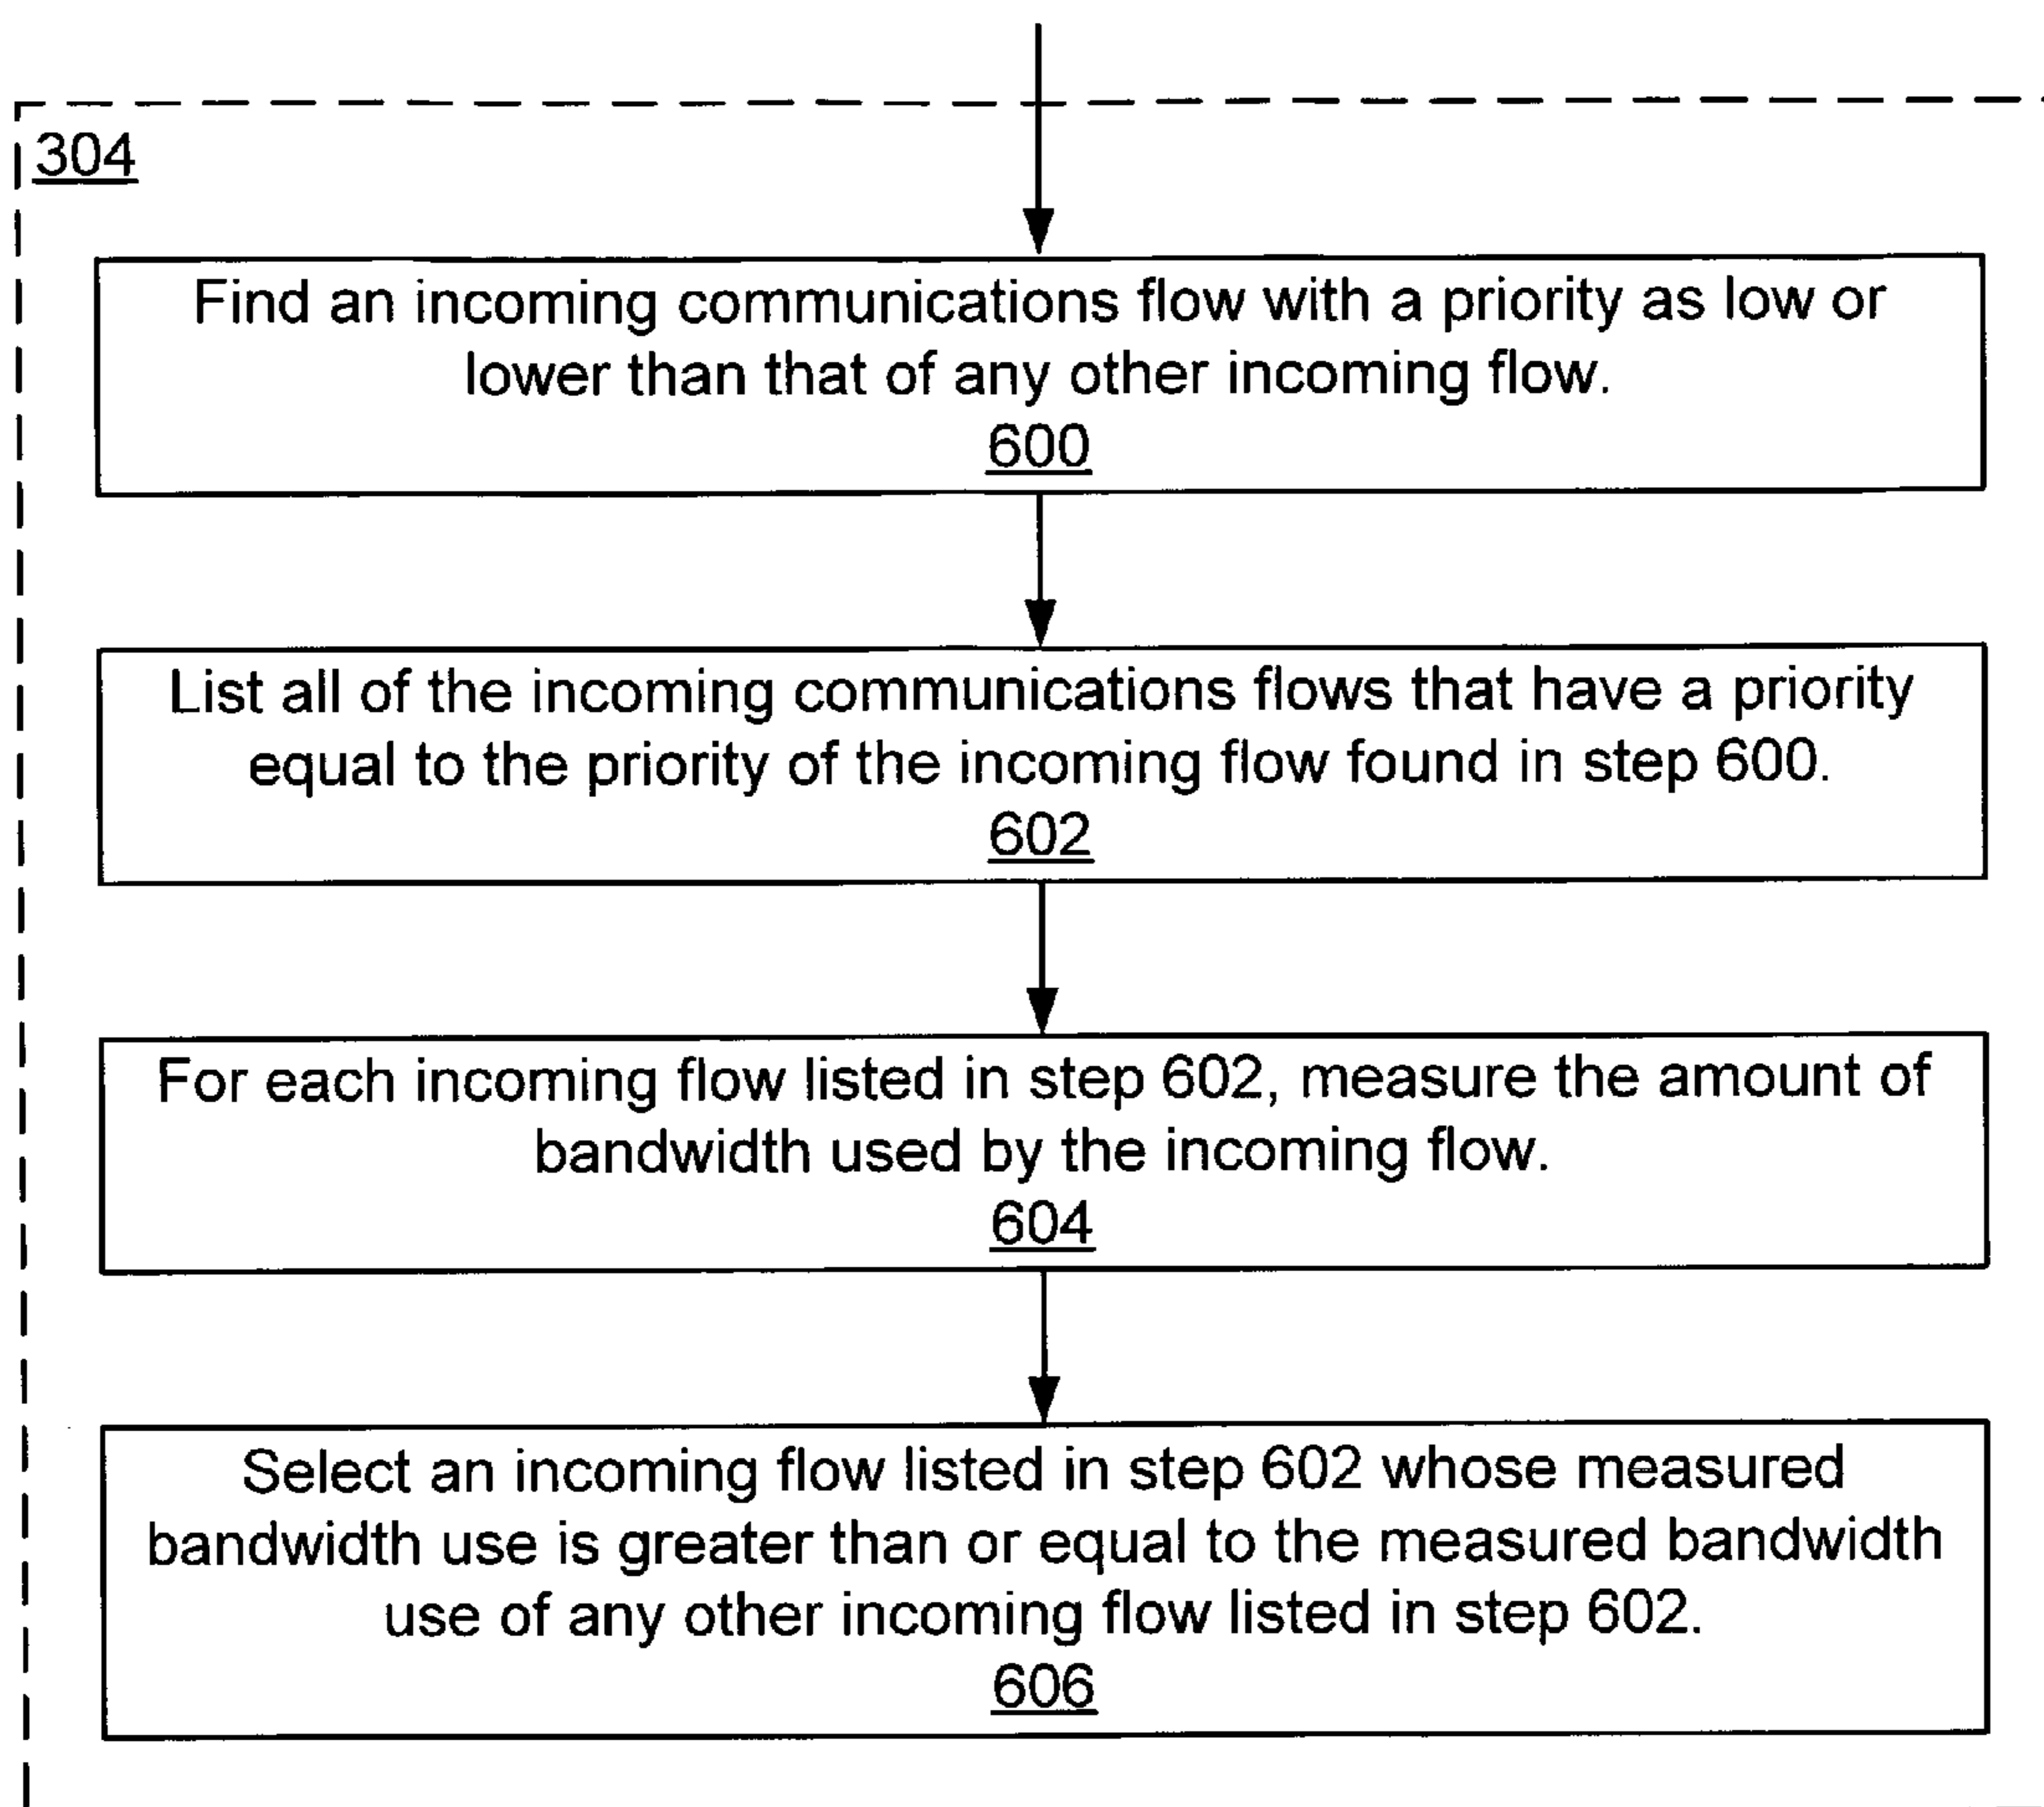 304
Find an incoming communications flow with a priority as low or
lower than that of any other incoming flow.
600
List all of the incoming communications flows that have a priority
equal to the priority of the incoming flow found in step 600.
602
For each incoming flow listed in step 602, measure the amount of
bandwidth used by the incoming flow.
604
Select an incoming flow listed in step 602 whose measured
bandwidth use is greater than or equal to the measured bandwidth
use of any other incoming flow listed in step 602.
606